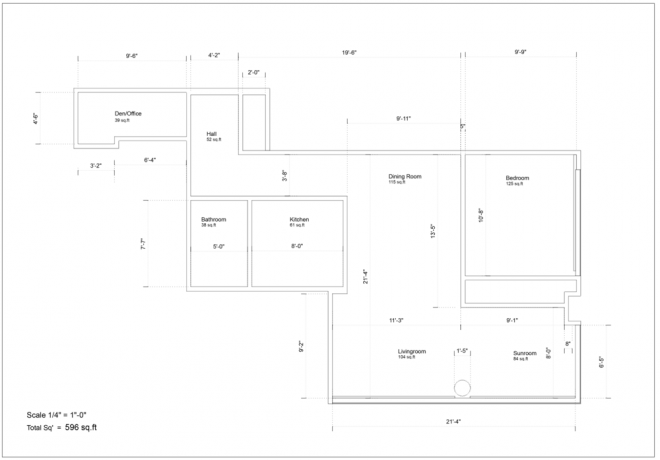 9'-6"
4'-2"
19'-6"
9'-9"
2'-0"
4'-6"
Den/Office
39 sq.ft
9'-11"
5"
Hall
52 sq.ft
6'-4"
3'-2"
3'-8"
Dining Room
115 sq.ft
Bedroom
125 sq.ft
Bathroom
38 sq.ft
Kitchen
61 sq.ft
10'-8"
13'-5"
7'-7"
5'-0"
8'-0"
21'-4"
11'-3"
9'-1"
9'-2"
Livingroom
104 sq.ft
1'-5"
Sunroom
84 sq.ft
8'-0"
8"
6'-5"
Scale 1/4" = 1"-0"
Total Sq' = 596 sq.ft
21'-4"